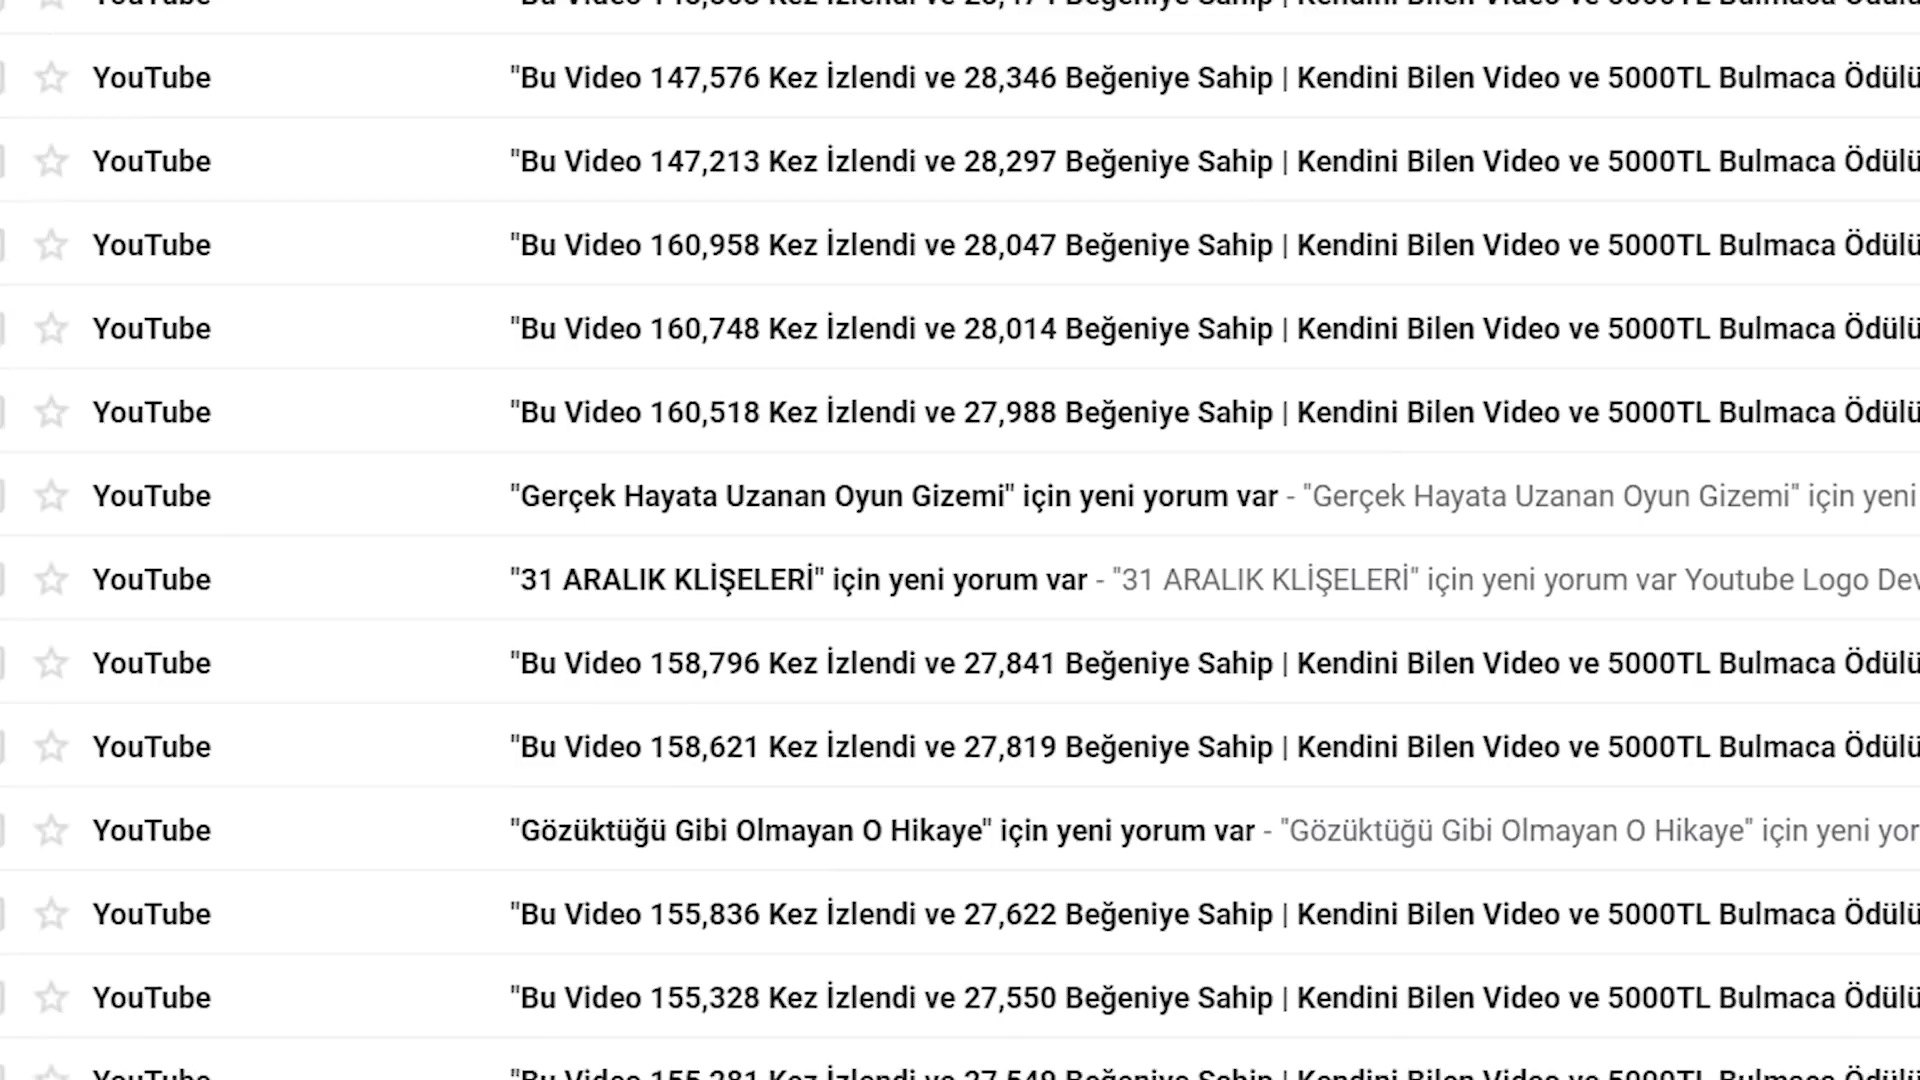 YouTube "Bu Video 147,576 Kez İzlendi ve 28,346 Beğeniye Sahip | Kendini Bilen Video ve 5000TL Bulmaca Ödülü
YouTube "Bu Video 147,213 Kez İzlendi ve 28,297 Beğeniye Sahip | Kendini Bilen Video ve 5000TL Bulmaca Ödülü
YouTube "Bu Video 160,958 Kez İzlendi ve 28,047 Beğeniye Sahip | Kendini Bilen Video ve 5000TL Bulmaca Ödülü
YouTube "Bu Video 160,748 Kez İzlendi ve 28,014 Beğeniye Sahip | Kendini Bilen Video ve 5000TL Bulmaca Ödülü
YouTube "Bu Video 160,518 Kez İzlendi ve 27,988 Beğeniye Sahip | Kendini Bilen Video ve 5000TL Bulmaca Ödülü
YouTube "Gerçek Hayata Uzanan Oyun Gizemi" için yeni yorum var - "Gerçek Hayata Uzanan Oyun Gizemi" için yeni
YouTube "31 ARALIK KLİŞELERİ" için yeni yorum var - "31 ARALIK KLİŞELERİ" için yeni yorum var Youtube Logo Dev
YouTube "Bu Video 158,796 Kez İzlendi ve 27,841 Beğeniye Sahip | Kendini Bilen Video ve 5000TL Bulmaca Ödülü
YouTube "Bu Video 158,621 Kez İzlendi ve 27,819 Beğeniye Sahip | Kendini Bilen Video ve 5000TL Bulmaca Ödülü
YouTube "Gözüktüğü Gibi Olmayan O Hikaye" için yeni yorum var - "Gözüktüğü Gibi Olmayan O Hikaye" için yeni yor
YouTube "Bu Video 155,836 Kez İzlendi ve 27,622 Beğeniye Sahip | Kendini Bilen Video ve 5000TL Bulmaca Ödülü
YouTube "Bu Video 155,328 Kez İzlendi ve 27,550 Beğeniye Sahip | Kendini Bilen Video ve 5000TL Bulmaca Ödülü